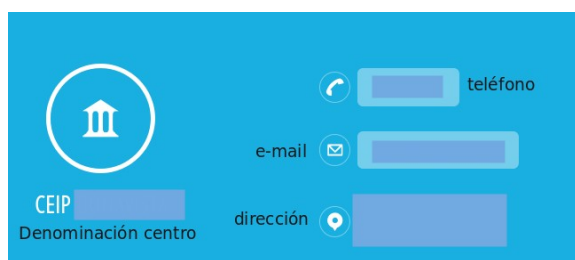 teléfono
e-mail
CEIP
Denominación centro
dirección